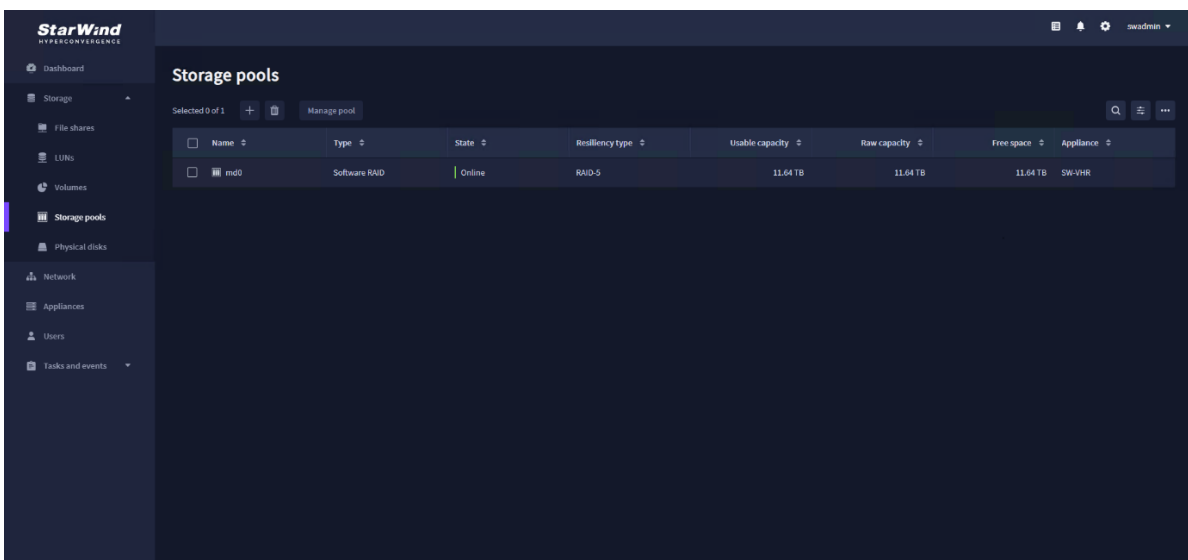 StarWind
HYPERCONVERGENCE
swadmin
Dashboard
Storage
File shares
LUNs
Volumes
Storage pools
Physical disks
Network
Appliances
Users
Tasks and events
Storage pools
Selected 0 of 1 Manage pool
Name Type State Resiliency type Usable capacity Raw capacity Free space Appliance
md0 Software RAID Online RAID-5 11.64 TB 11.64 TB 11.64 TB SW-VHR